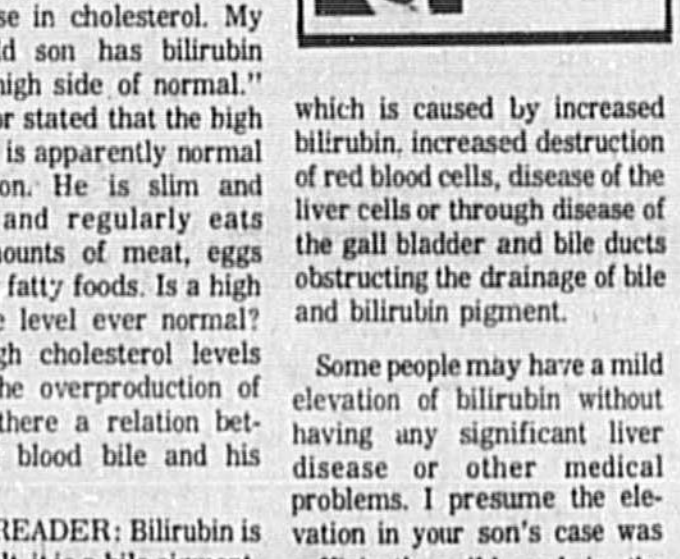 se in cholesterol. My
d son has bilirubin
high side of normal."
r stated that the high
is apparently normal
on. He is slim and
and regularly eats
ounts of meat, eggs
fatty foods. Is a high
e level ever normal?
gh cholesterol levels
he overproduction of
there a relation bet-
blood bile and his
READER: Bilirubin is
which is caused by increased
bilirubin, increased destruction
of red blood cells, disease of the
liver cells or through disease of
the gall bladder and bile ducts
obstructing the drainage of bile
and bilirubin pigment.
Some people may have a mild
elevation of bilirubin without
having any significant liver
disease or other medical
problems. I presume the ele-
vation in your son's case was